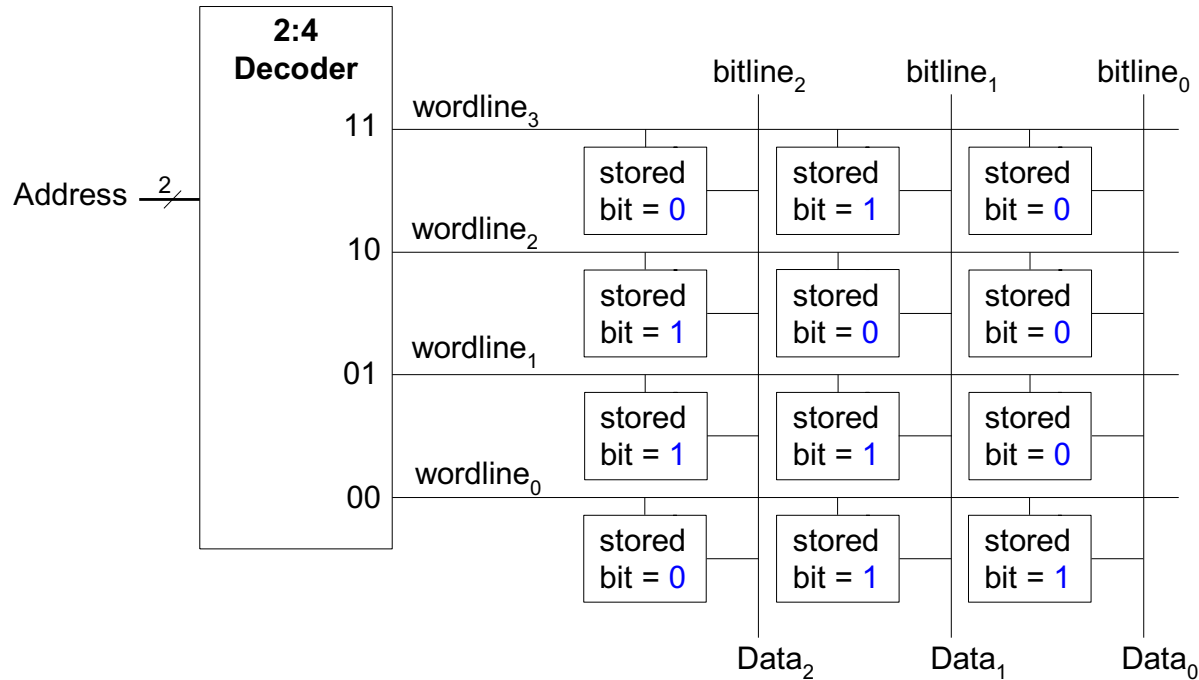 2:4
Decoder
bitline₂ bitline₁ bitline₀
11 wordline₃
Address 2
stored stored stored
bit = 0 bit = 1 bit = 0
10 wordline₂
stored stored stored
bit = 1 bit = 0 bit = 0
01 wordline₁
stored stored stored
bit = 1 bit = 1 bit = 0
00 wordline₀
stored stored stored
bit = 0 bit = 1 bit = 1
Data₂ Data₁ Data₀